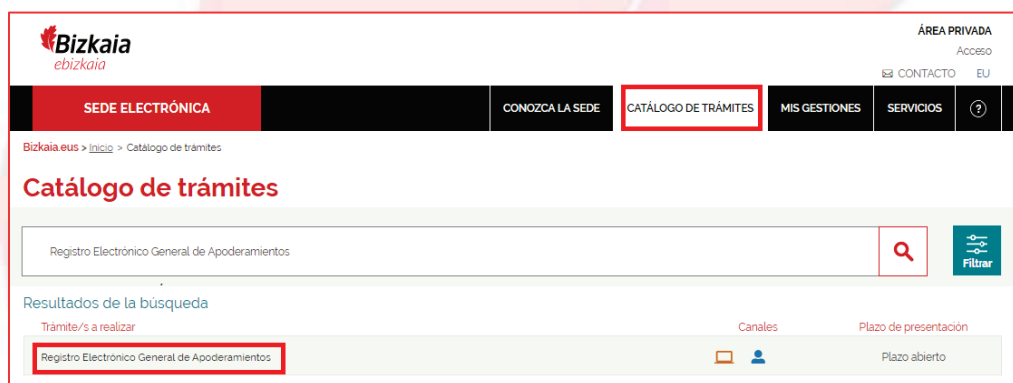 Bizkaia
ebizkaia
ÁREA PRIVADA
Acceso
CONTACTO EU
SEDE ELECTRÓNICA CONOZCA LA SEDE CATÁLOGO DE TRÁMITES MIS GESTIONES SERVICIOS ?
Bizkaia.eus > Inicio > Catálogo de trámites
Catálogo de trámites
Registro Electrónico General de Apoderamientos
Filtrar
Resultados de la búsqueda
Trámite/s a realizar Canales Plazo de presentación
Registro Electrónico General de Apoderamientos Plazo abierto